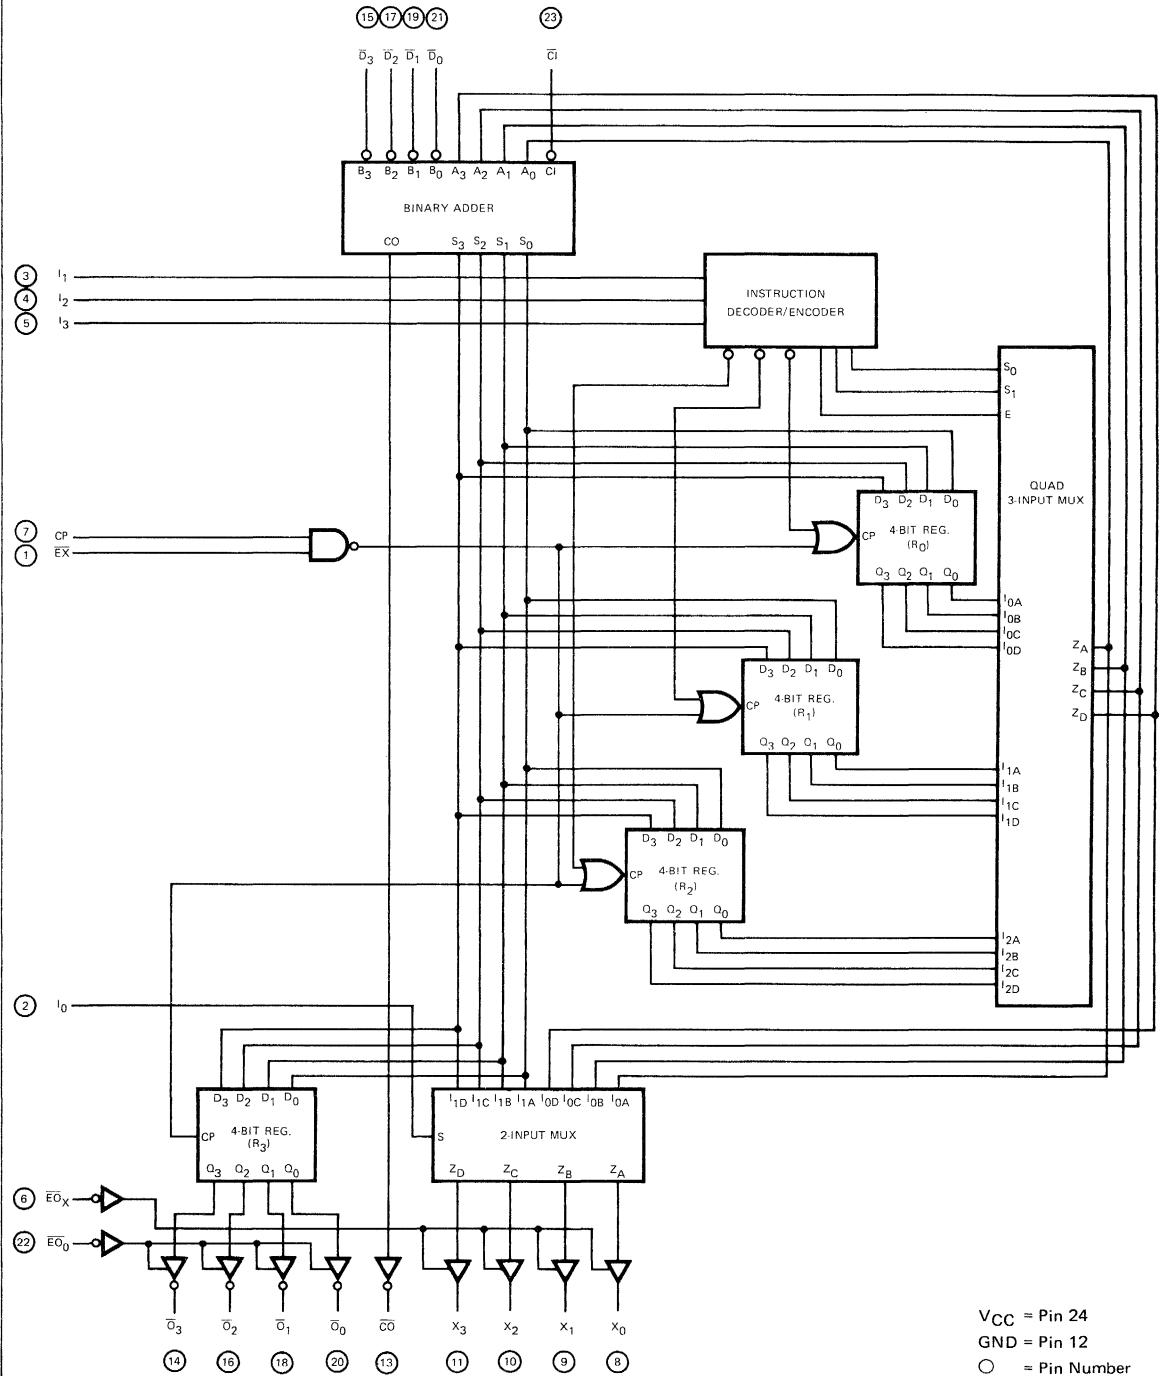 15 17 19 21 23
D̅3 D̅2 D̅1 D̅0 C̅I̅
B3 B2 B1 B0 A3 A2 A1 A0 CI
BINARY ADDER
CO S3 S2 S1 S0
3 I1
4 I2
5 I3
INSTRUCTION
DECODER/ENCODER
S0
S1
E
QUAD
3-INPUT MUX
D3 D2 D1 D0
7 CP
1 E̅X̅
CP 4-BIT REG.
(R0)
Q3 Q2 Q1 Q0
I0A
I0B
I0C
I0D
ZA
ZB
ZC
ZD
D3 D2 D1 D0
CP 4-BIT REG.
(R1)
Q3 Q2 Q1 Q0
I1A
I1B
I1C
I1D
D3 D2 D1 D0
CP 4-BIT REG.
(R2)
Q3 Q2 Q1 Q0
I2A
I2B
I2C
I2D
2 I0
D3 D2 D1 D0
CP 4-BIT REG.
(R3)
Q3 Q2 Q1 Q0
I1D I1C I1B I1A I0D I0C I0B I0A
S 2-INPUT MUX
ZD ZC ZB ZA
6 E̅O̅X
22 E̅O̅0
O̅3 O̅2 O̅1 O̅0 C̅O̅ X3 X2 X1 X0
14 16 18 20 13 11 10 9 8
VCC = Pin 24
GND = Pin 12
○ = Pin Number